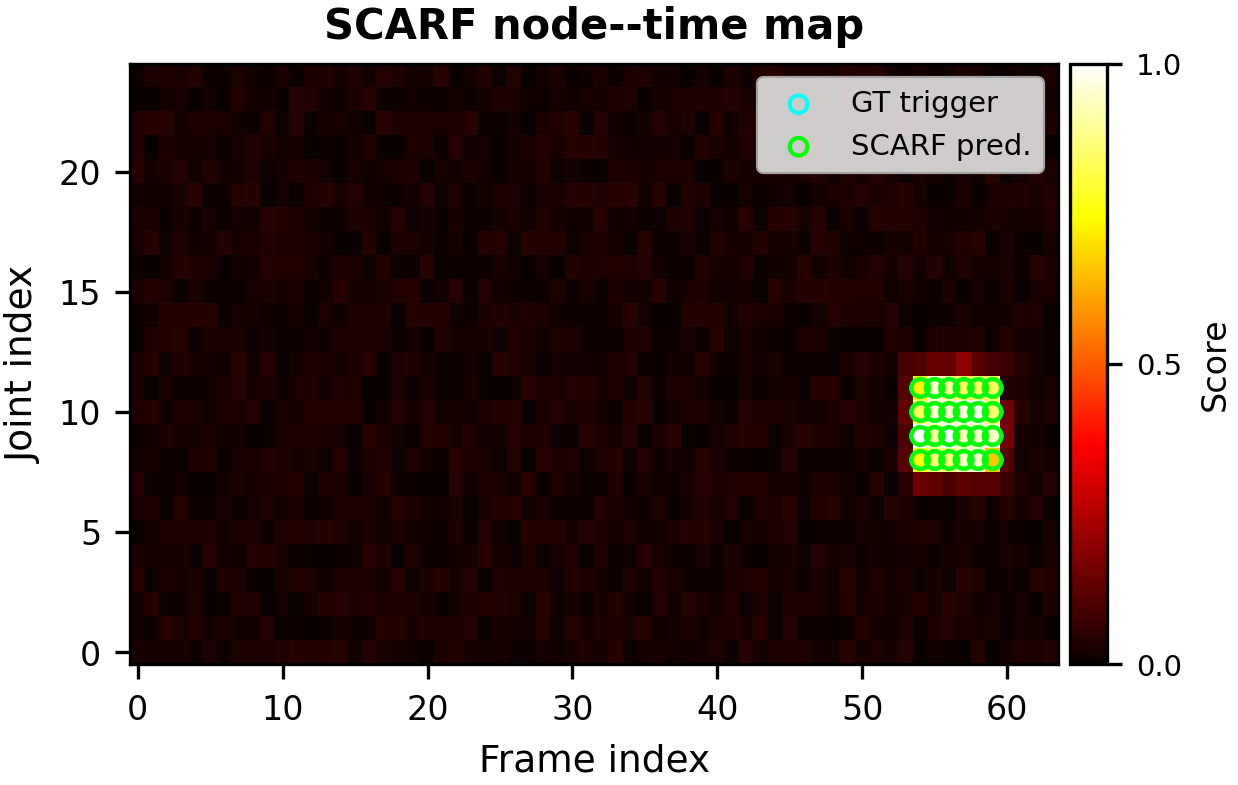 SCARF node--time map
GT trigger
SCARF pred.
1.0
0.5
0.0
Score
20
15
10
5
0
Joint index
0 10 20 30 40 50 60
Frame index